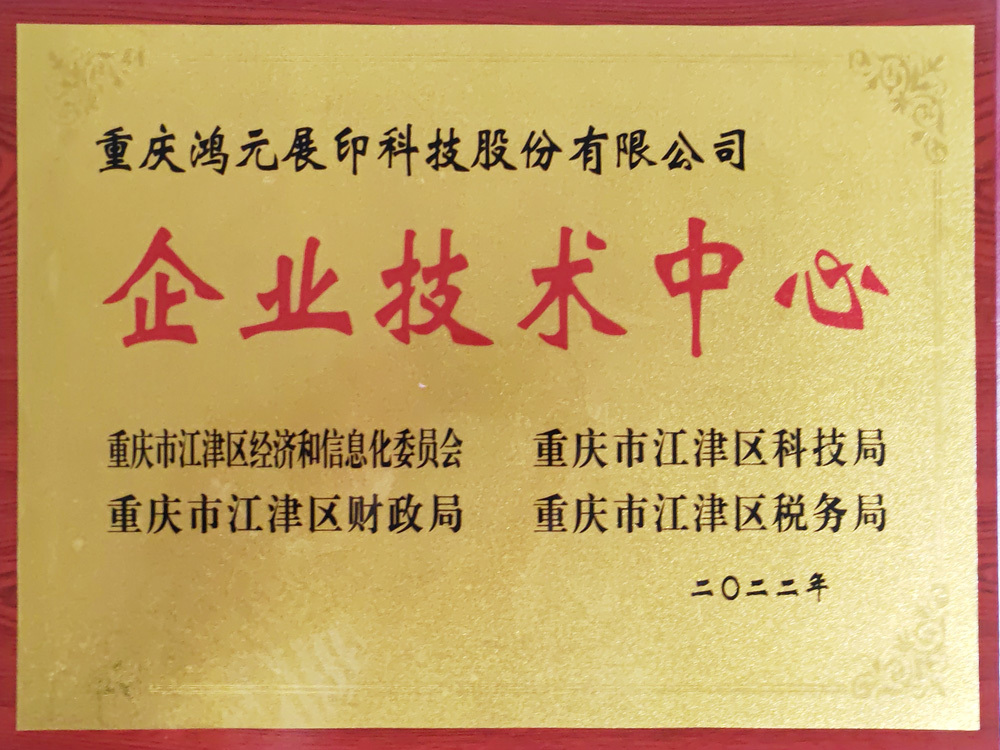 重庆鸿元展印科技股份有限公司
企业技术中心
重庆市江津区经济和信息化委员会 重庆市江津区科技局
重庆市江津区财政局 重庆市江津区税务局
二〇二二年